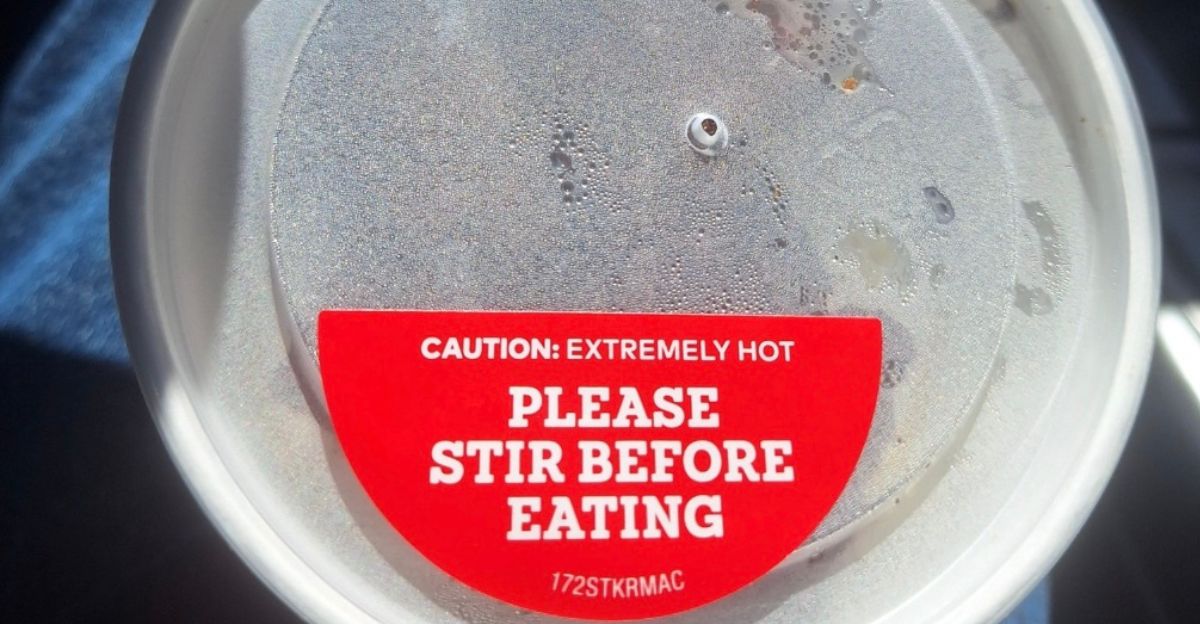 CAUTION: EXTREMELY HOT
PLEASE
STIR BEFORE
EATING
172STKRMAC